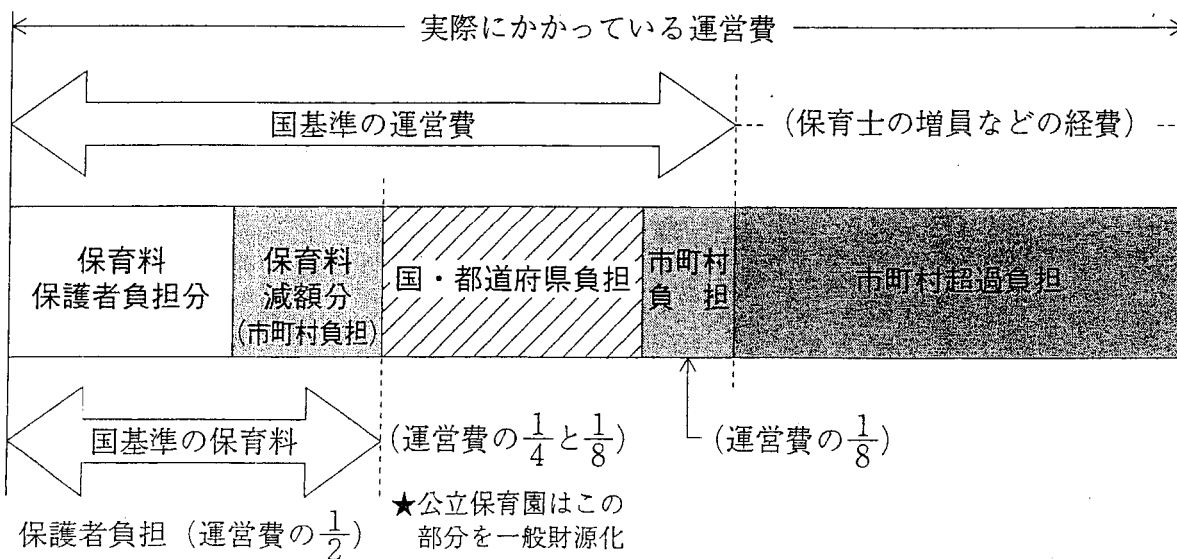 実際にかかっている運営費
国基準の運営費
(保育士の増員などの経費)
保育料
保護者負担分
保育料
減額分
(市町村負担)
国・都道府県負担
市町村
負 担
市町村超過負担
国基準の保育料
(運営費の1/4と1/8)
(運営費の1/8)
保護者負担(運営費の1/2)
★公立保育園はこの
部分を一般財源化